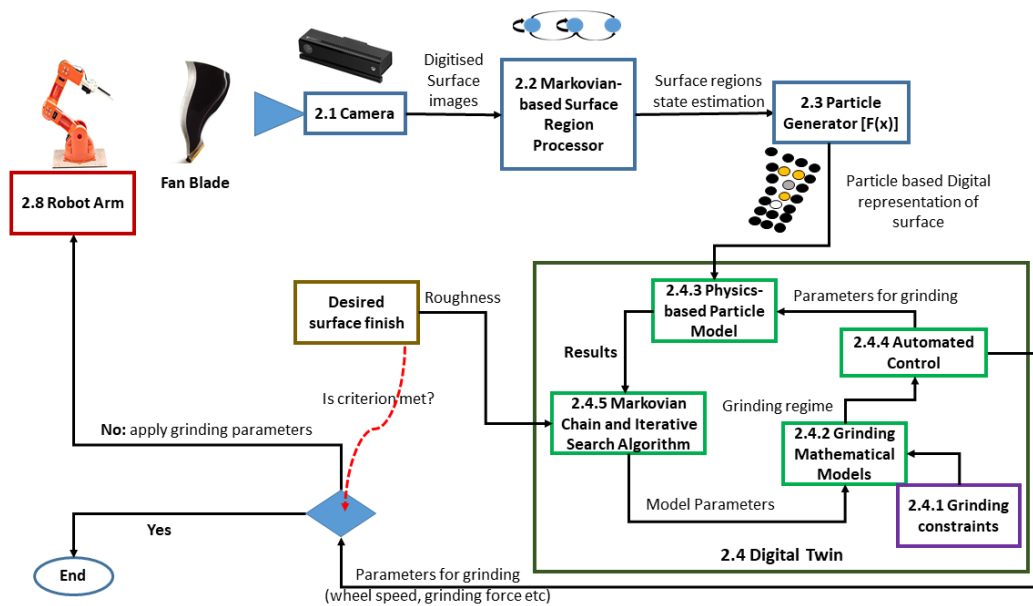 Digitised
Surface
images
2.1 Camera
2.2 Markovian-
based Surface
Region
Processor
Surface regions
state estimation
2.3 Particle
Generator [F(x)]
Fan Blade
2.8 Robot Arm
Particle based Digital
representation of
surface
Desired
surface finish
Roughness
2.4.3 Physics-
based Particle
Model
Parameters for grinding
2.4.4 Automated
Control
Results
Is criterion met?
2.4.5 Markovian
Chain and Iterative
Search Algorithm
Grinding regime
2.4.2 Grinding
Mathematical
Models
No: apply grinding parameters
Model Parameters
2.4.1 Grinding
constraints
Yes
2.4 Digital Twin
End
Parameters for grinding
(wheel speed, grinding force etc)